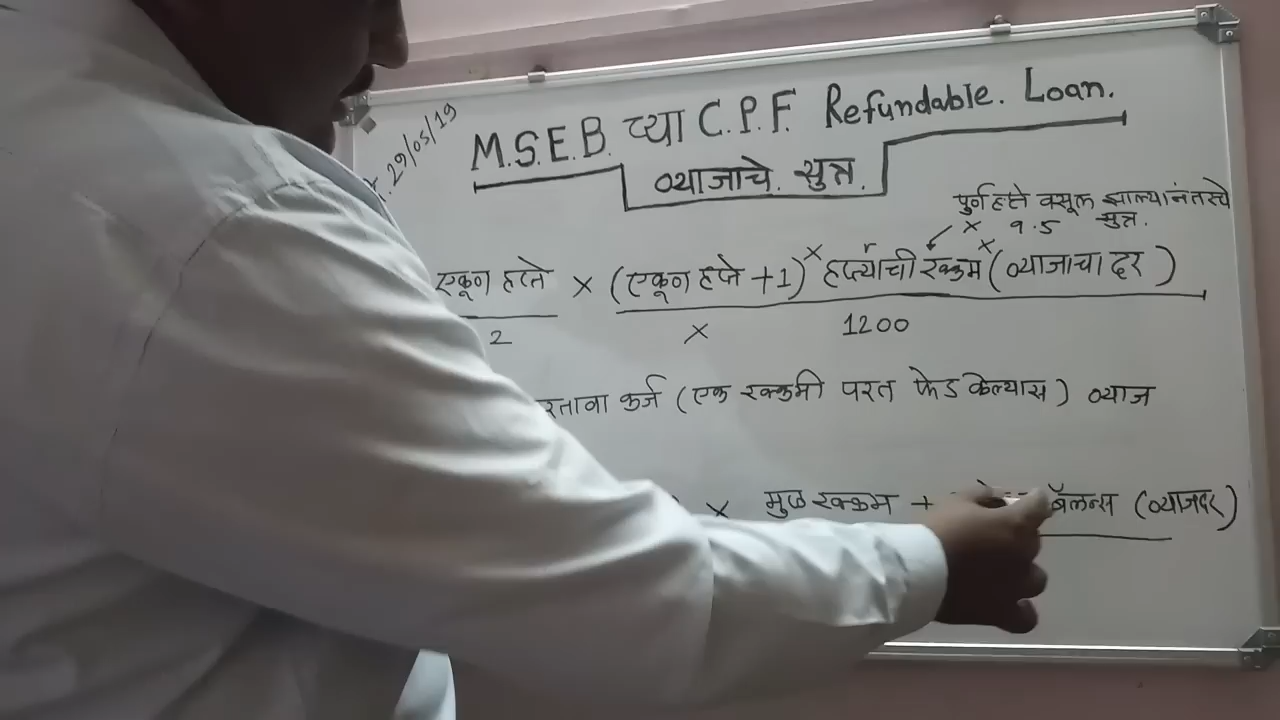 29/05/19
M.S.E.B. च्या C.P.F. Refundable. Loan.
व्याजाचे. सुत्र.
पुर्ण हप्ते वसूल झाल्यानंतरचे
x 9.5 सुत्र.
एकूण हप्ते x (एकूण हप्ते +1) x हप्त्यांची रक्कम x (व्याजाचा दर)
2 x 1200
रतावा कर्ज (एक रक्कमी परत फेड केल्यास) व्याज
x मुळ रक्कम + बॅलन्स (व्याजदर)